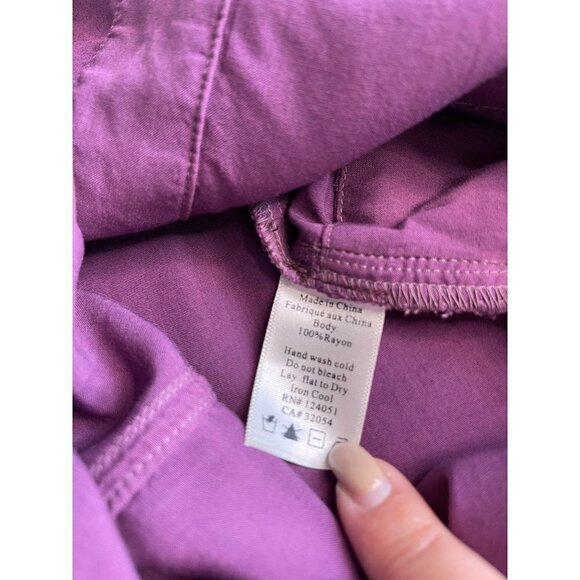 Made in China
Fabriqué aux China
Body
100%Rayon
Hand wash cold
Do not bleach
Lay flat to Dry
Iron Cool
RN# 124051
CA# 32054